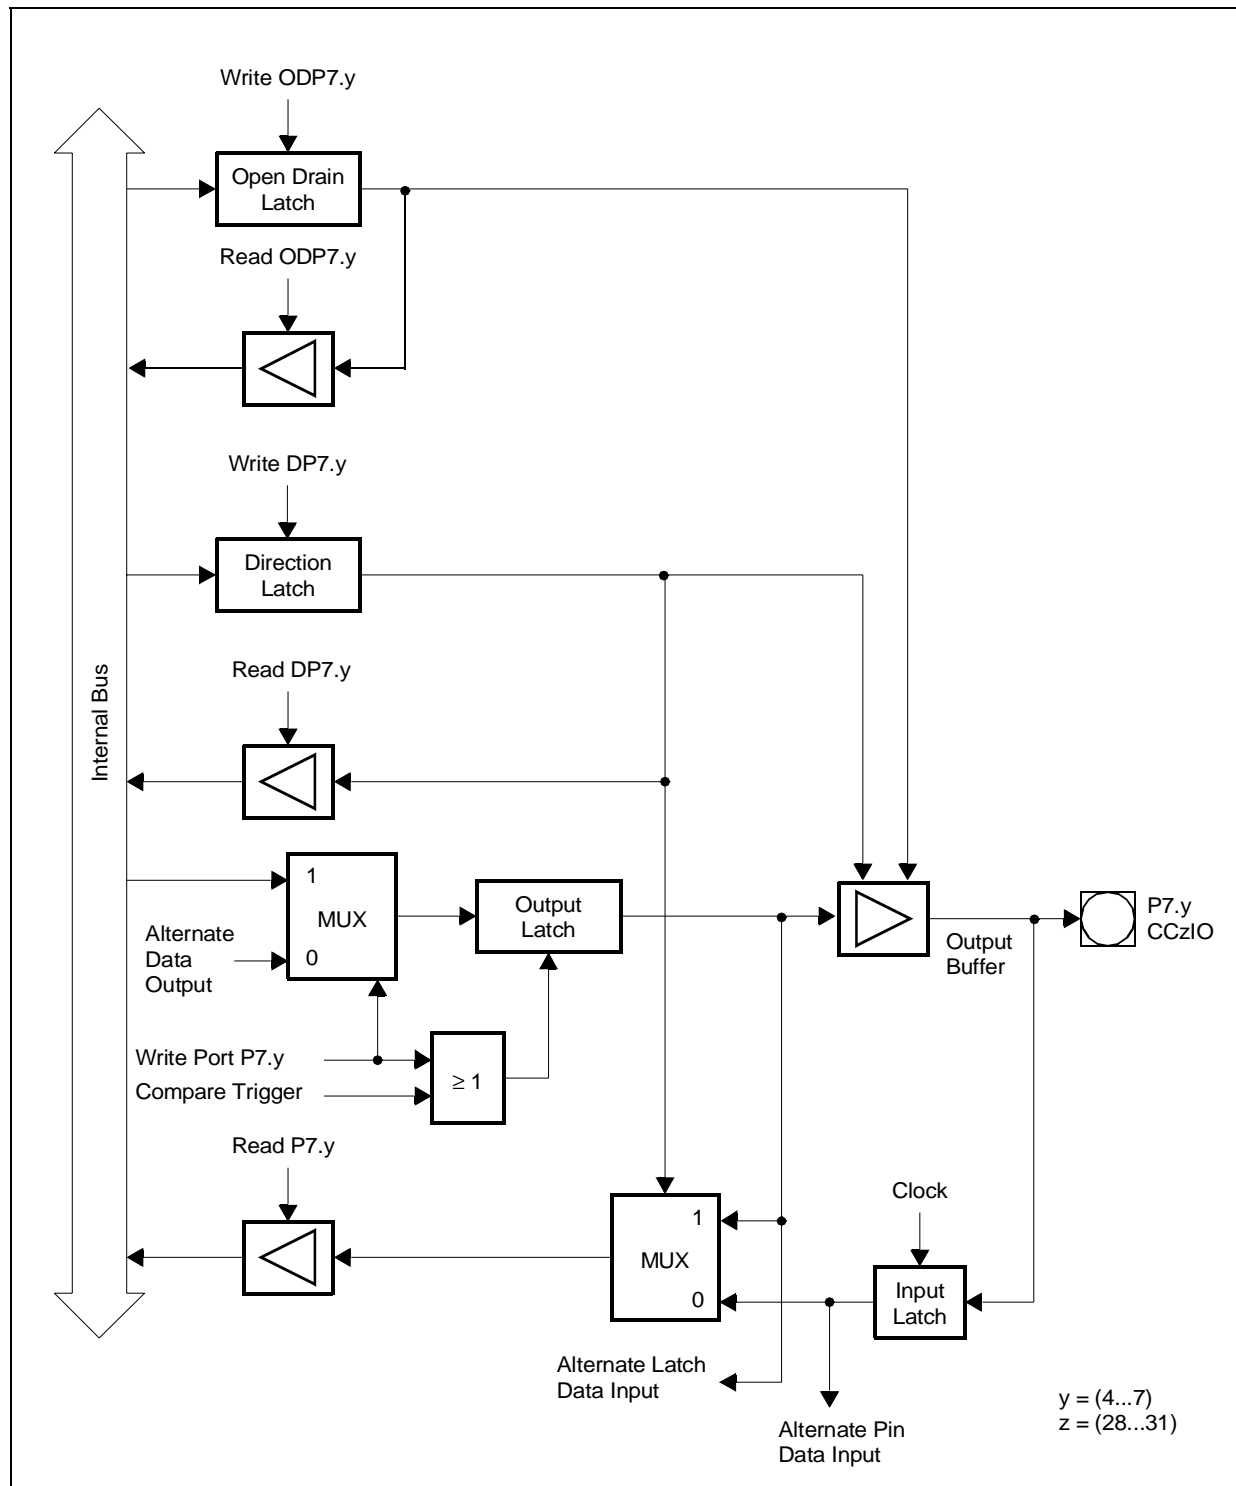 Write ODP7.y
Open Drain
Latch
Read ODP7.y
Write DP7.y
Direction
Latch
Internal Bus
Read DP7.y
1
MUX
0
Alternate
Data
Output
Output
Latch
Output
Buffer
P7.y
CCzIO
Write Port P7.y
Compare Trigger
≥ 1
Read P7.y
1
MUX
0
Clock
Input
Latch
Alternate Latch
Data Input
Alternate Pin
Data Input
y = (4...7)
z = (28...31)